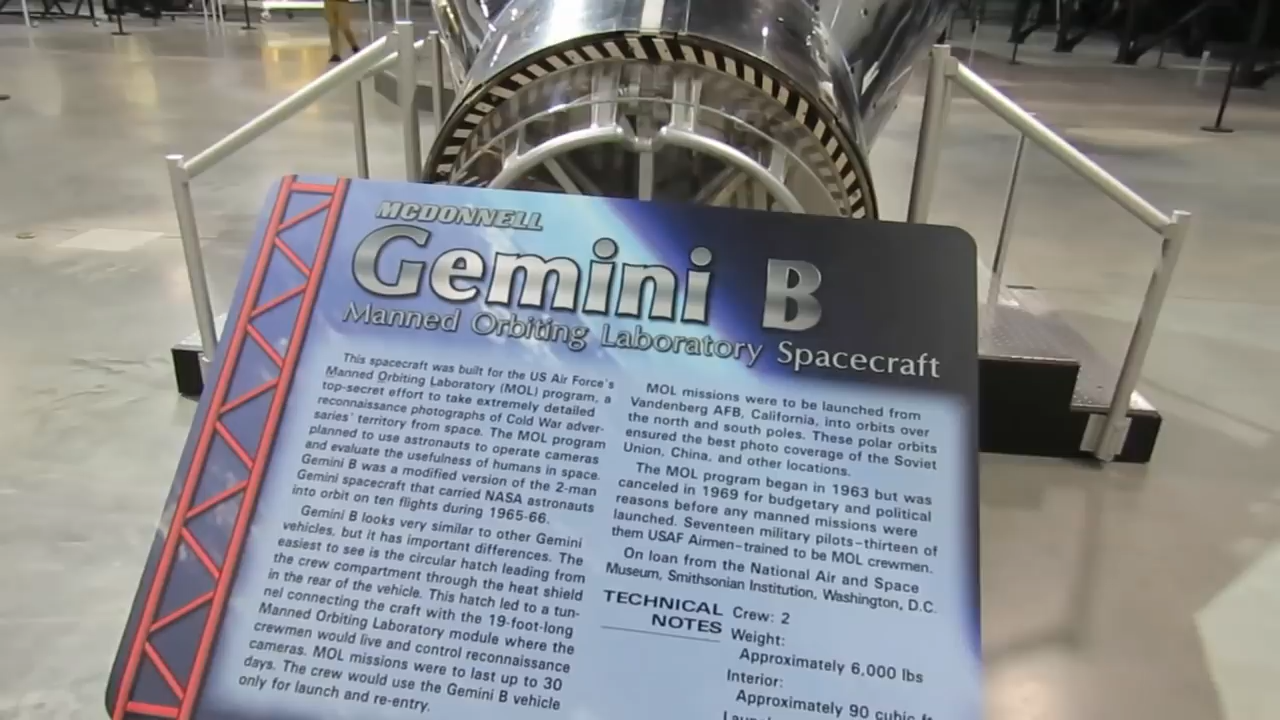 MCDONNELL
Gemini B
Manned Orbiting Laboratory Spacecraft
This spacecraft was built for the US Air Force's
Manned Orbiting Laboratory (MOL) program, a
top-secret effort to take extremely detailed
reconnaissance photographs of Cold War adver-
saries' territory from space. The MOL program
planned to use astronauts to operate cameras
and evaluate the usefulness of humans in space.
Gemini B was a modified version of the 2-man
Gemini spacecraft that carried NASA astronauts
into orbit on ten flights during 1965-66.
Gemini B looks very similar to other Gemini
vehicles, but it has important differences. The
easiest to see is the circular hatch leading from
the crew compartment through the heat shield
in the rear of the vehicle. This hatch led to a tun-
nel connecting the craft with the 19-foot-long
Manned Orbiting Laboratory module where the
crewmen would live and control reconnaissance
cameras. MOL missions were to last up to 30
days. The crew would use the Gemini B vehicle
only for launch and re-entry.
MOL missions were to be launched from
Vandenberg AFB, California, into orbits over
the north and south poles. These polar orbits
ensured the best photo coverage of the Soviet
Union, China, and other locations.
The MOL program began in 1963 but was
canceled in 1969 for budgetary and political
reasons before any manned missions were
launched. Seventeen military pilots–thirteen of
them USAF Airmen–trained to be MOL crewmen.
On loan from the National Air and Space
Museum, Smithsonian Institution, Washington, D.C.
TECHNICAL
NOTES
Crew: 2
Weight:
Approximately 6,000 lbs
Interior:
Approximately 90 cubic ft